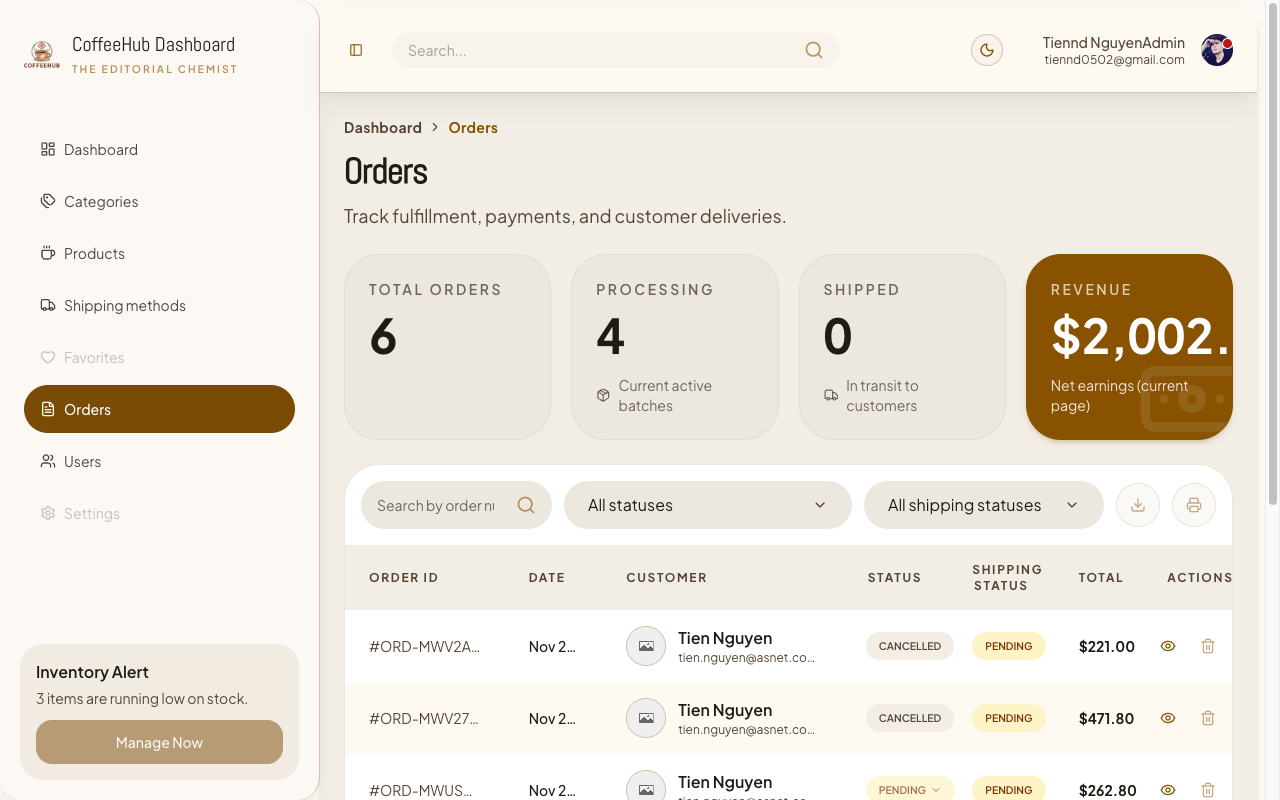 CoffeeHub Dashboard
THE EDITORIAL CHEMIST
COFFEEHUB
Dashboard
Categories
Products
Shipping methods
Favorites
Orders
Users
Settings
Inventory Alert
3 items are running low on stock.
Manage Now
Search...
Tiennd NguyenAdmin
tiennd0502@gmail.com
Dashboard > Orders
Orders
Track fulfillment, payments, and customer deliveries.
TOTAL ORDERS
6
PROCESSING
4
Current active
batches
SHIPPED
0
In transit to
customers
REVENUE
$2,002.
Net earnings (current
page)
Search by order nu
All statuses
All shipping statuses
ORDER ID DATE CUSTOMER STATUS SHIPPING STATUS TOTAL ACTIONS
#ORD-MWV2A... Nov 2... Tien Nguyen CANCELLED PENDING $221.00
tien.nguyen@asnet.co...
#ORD-MWV27... Nov 2... Tien Nguyen CANCELLED PENDING $471.80
tien.nguyen@asnet.co...
#ORD-MWUS... Nov 2... Tien Nguyen PENDING PENDING $262.80